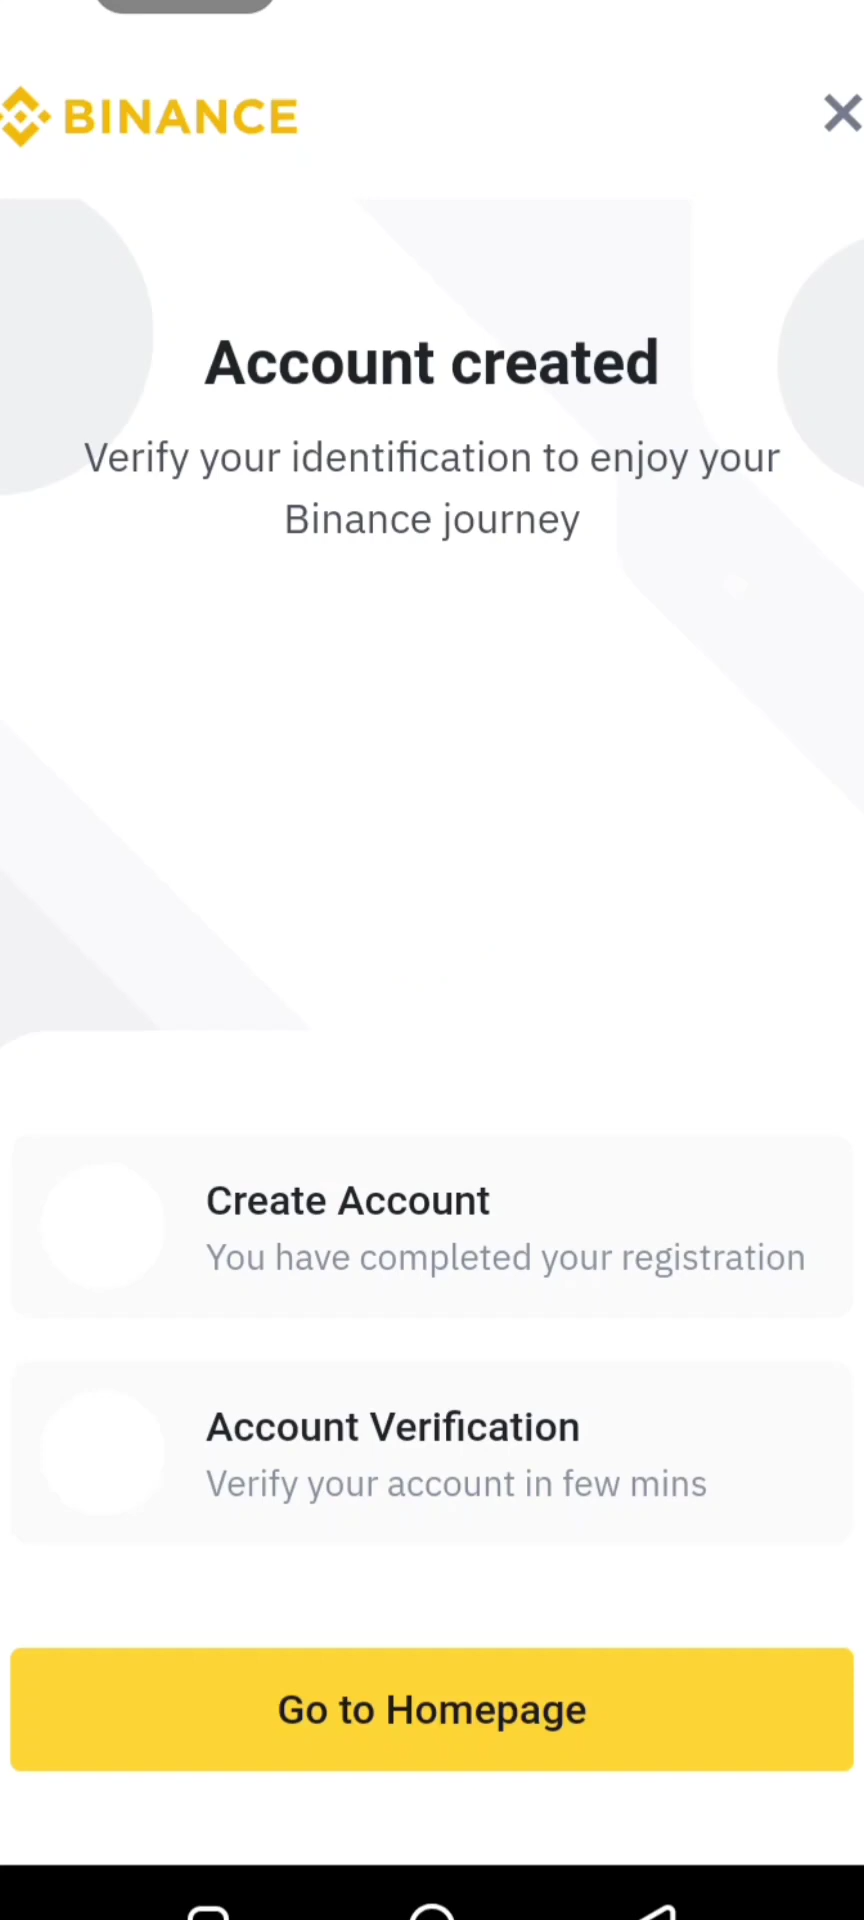 BINANCE
Account created
Verify your identification to enjoy your
Binance journey
Create Account
You have completed your registration
Account Verification
Verify your account in few mins
Go to Homepage